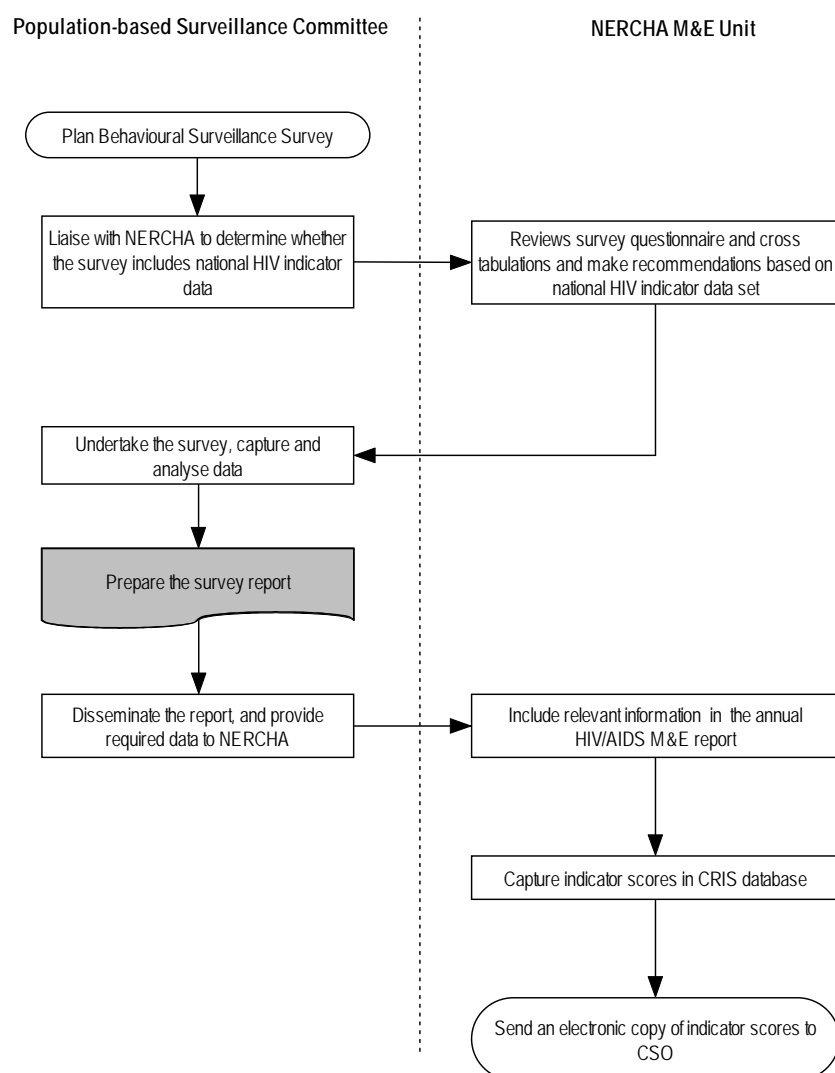 Population-based Surveillance Committee
NERCHA M&E Unit
Plan Behavioural Surveillance Survey
Liaise with NERCHA to determine whether
the survey includes national HIV indicator
data
Reviews survey questionnaire and cross
tabulations and make recommendations based on
national HIV indicator data set
Undertake the survey, capture and
analyse data
Prepare the survey report
Disseminate the report, and provide
required data to NERCHA
Include relevant information in the annual
HIV/AIDS M&E report
Capture indicator scores in CRIS database
Send an electronic copy of indicator scores to
CSO